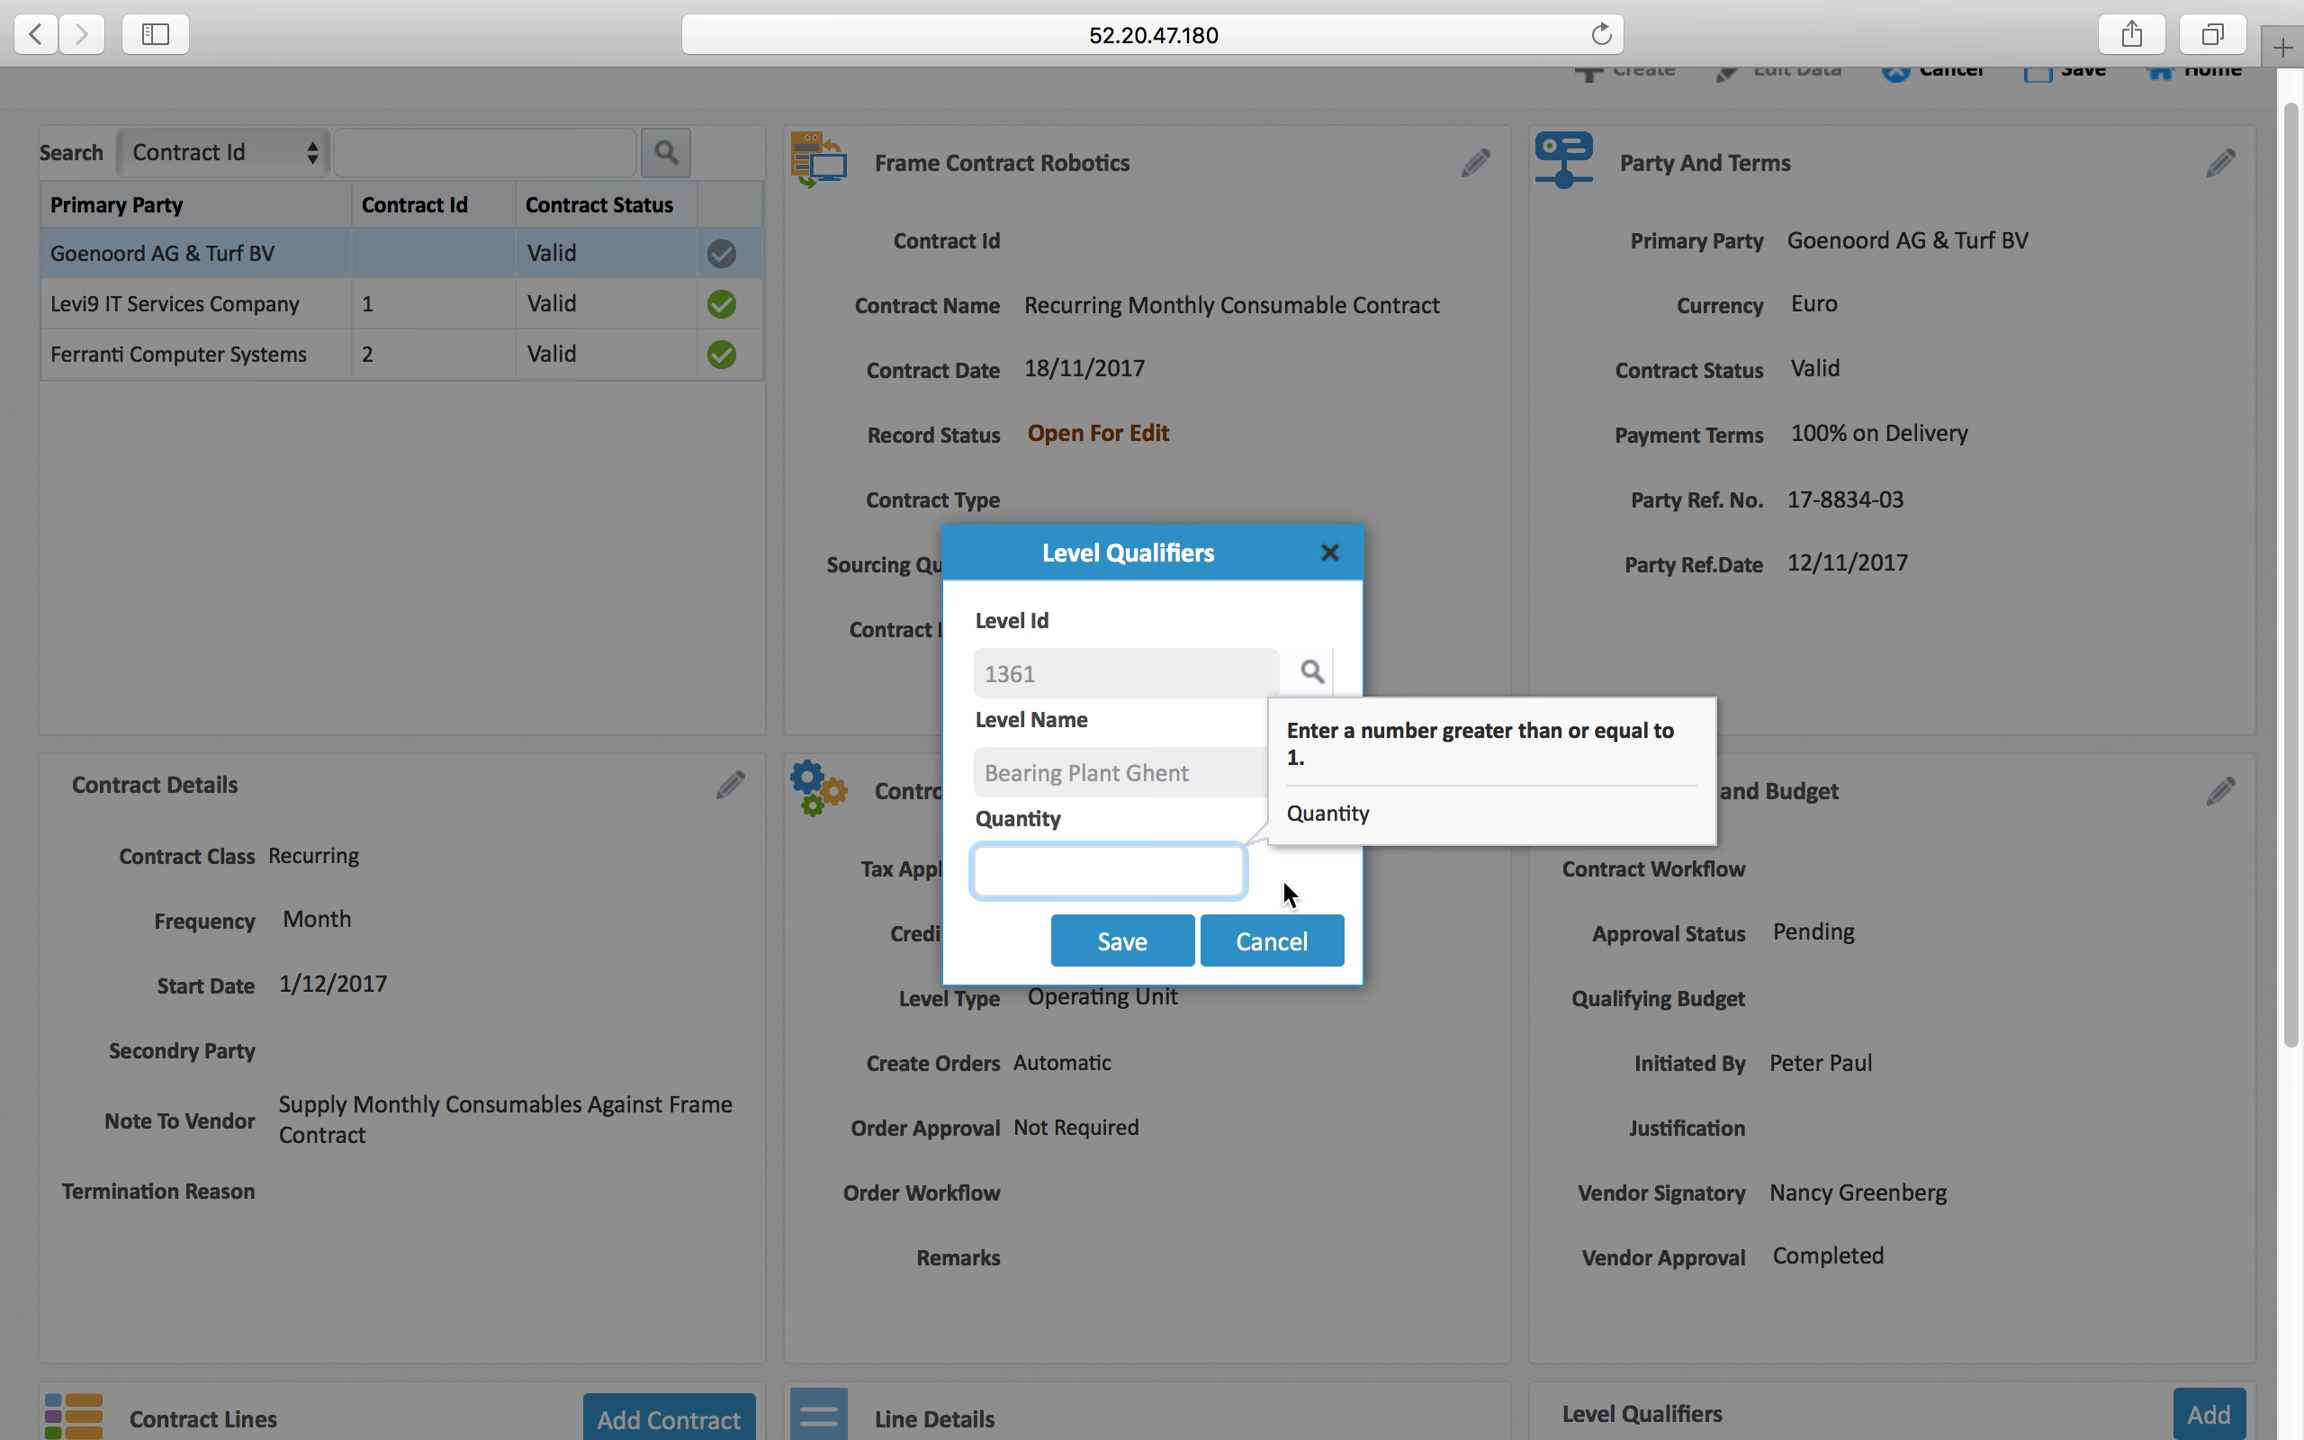 52.20.47.180
Create Edit Data Cancel Save Home
Search Contract Id
Primary Party Contract Id Contract Status
Goenoord AG & Turf BV Valid
Levi9 IT Services Company 1 Valid
Ferranti Computer Systems 2 Valid
Frame Contract Robotics
Contract Id
Contract Name Recurring Monthly Consumable Contract
Contract Date 18/11/2017
Record Status Open For Edit
Contract Type
Sourcing Qu
Contract
Party And Terms
Primary Party Goenoord AG & Turf BV
Currency Euro
Contract Status Valid
Payment Terms 100% on Delivery
Party Ref. No. 17-8834-03
Party Ref.Date 12/11/2017
Level Qualifiers
Level Id
1361
Level Name
Bearing Plant Ghent
Quantity
Save Cancel
Enter a number greater than or equal to
1.
Quantity
Contract Details
Contract Class Recurring
Frequency Month
Start Date 1/12/2017
Secondry Party
Note To Vendor Supply Monthly Consumables Against Frame
Contract
Termination Reason
Contro
Tax Appl
Credi
Level Type Operating Unit
Create Orders Automatic
Order Approval Not Required
Order Workflow
Remarks
and Budget
Contract Workflow
Approval Status Pending
Qualifying Budget
Initiated By Peter Paul
Justification
Vendor Signatory Nancy Greenberg
Vendor Approval Completed
Contract Lines Add Contract
Line Details
Level Qualifiers Add